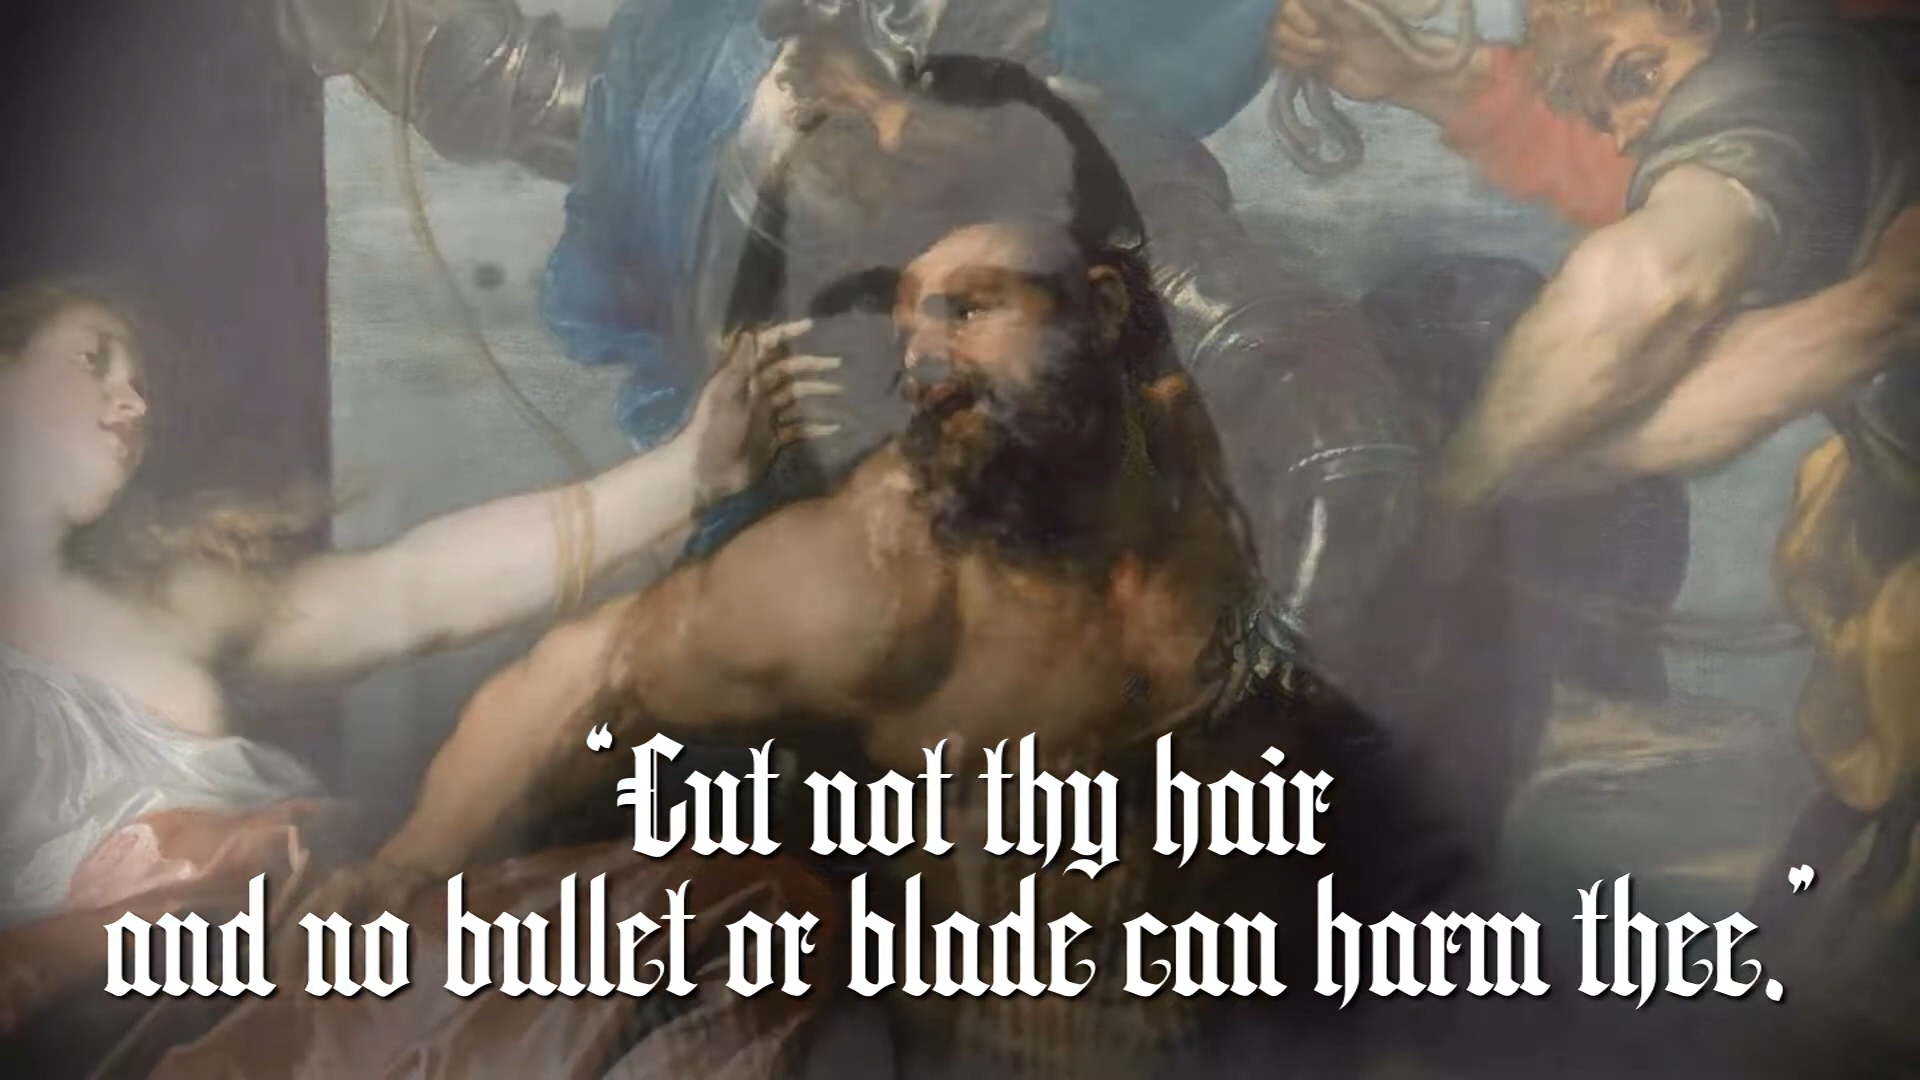 “Cut not thy hair
and no bullet or blade can harm thee.”